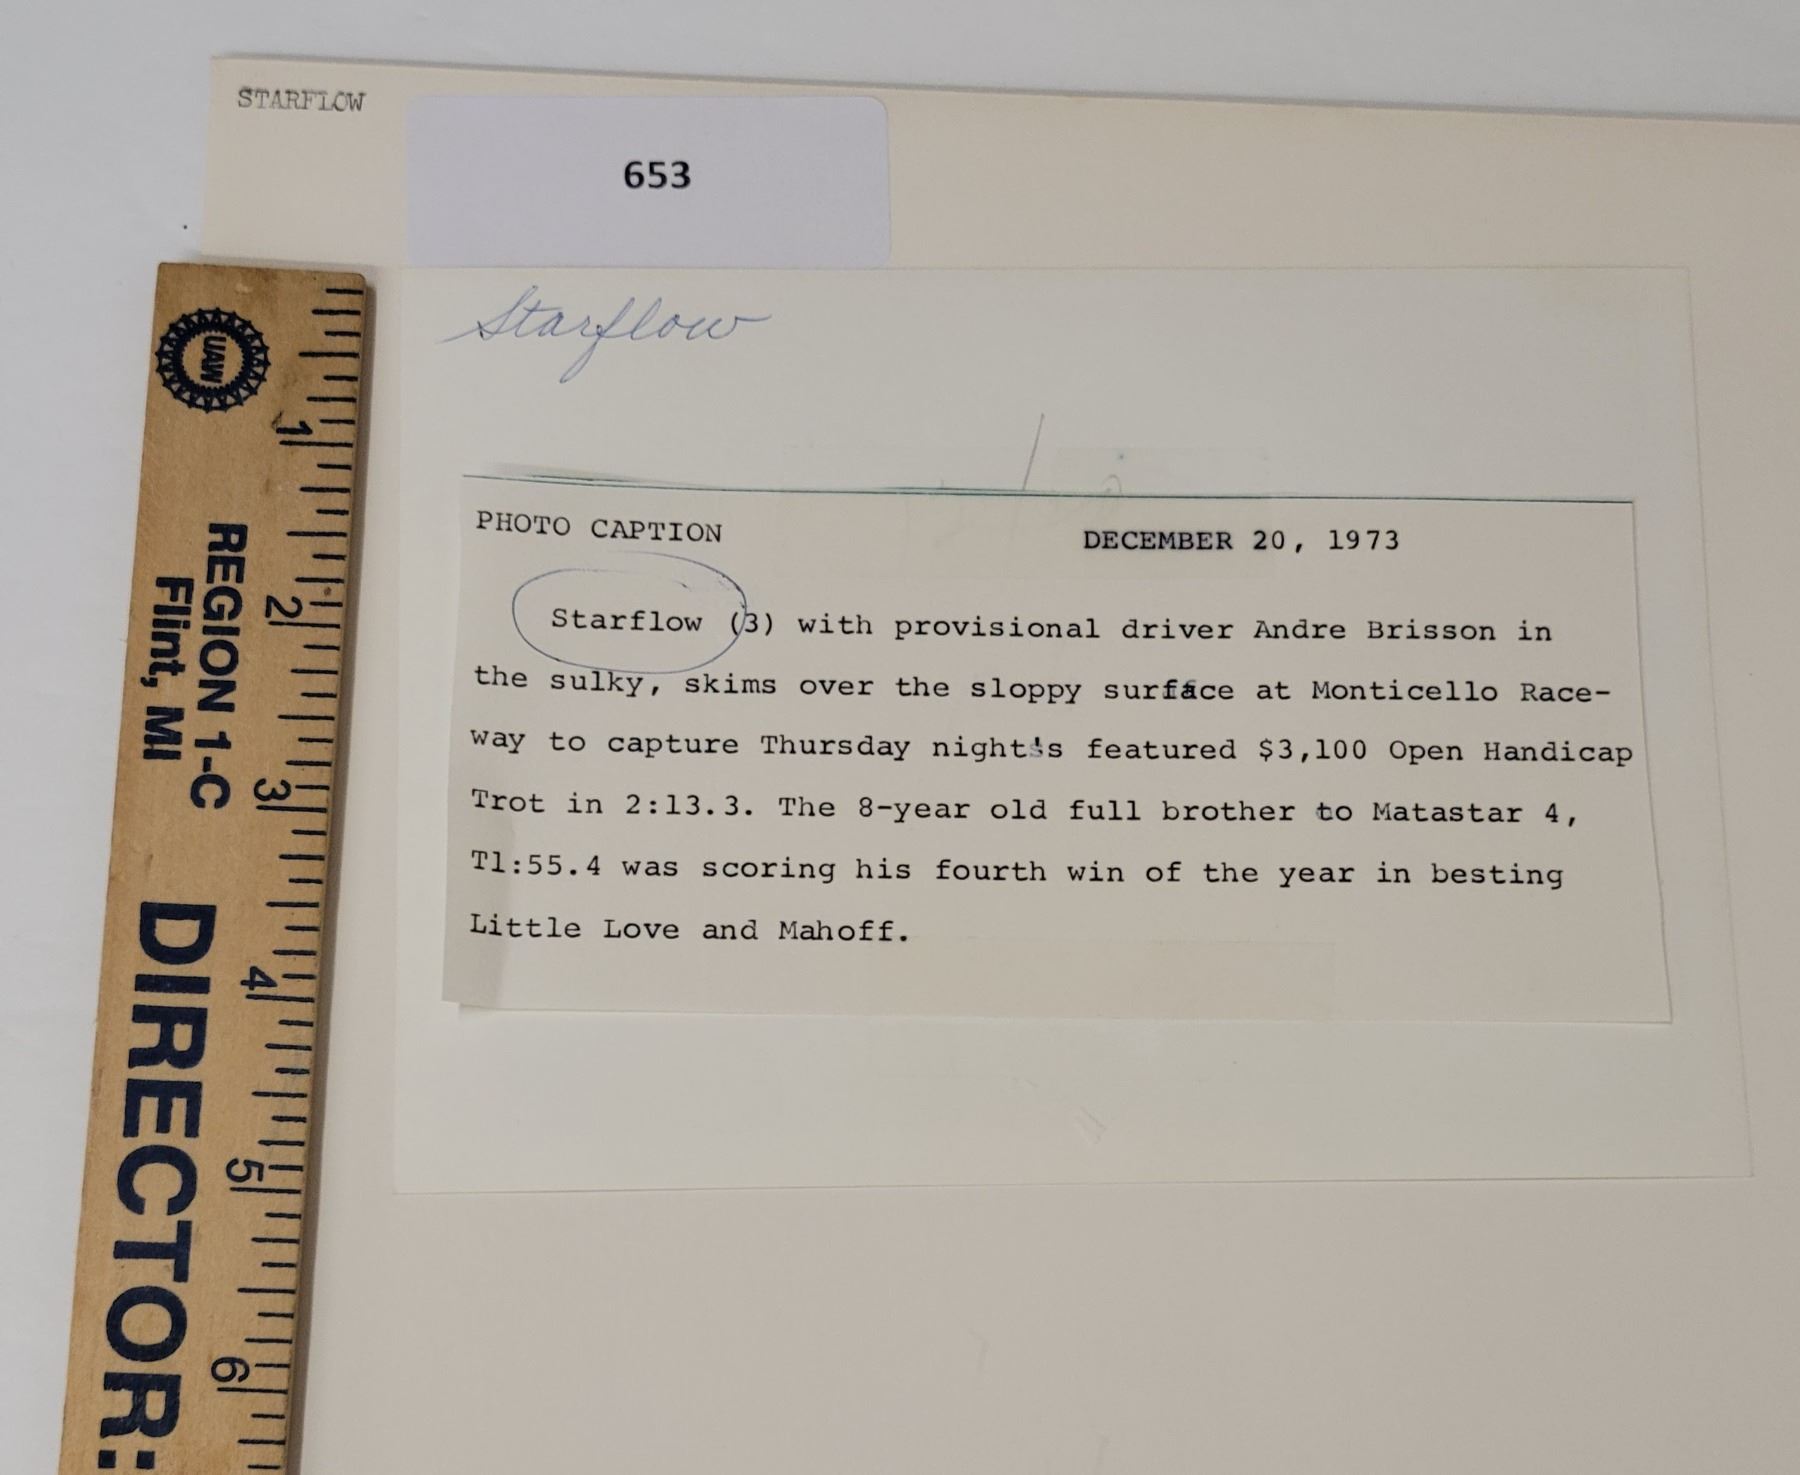 STARFLOW
653
Starflow
PHOTO CAPTION DECEMBER 20, 1973
Starflow (3) with provisional driver Andre Brisson in
the sulky, skims over the sloppy surface at Monticello Race-
way to capture Thursday night's featured $3,100 Open Handicap
Trot in 2:13.3. The 8-year old full brother to Matastar 4,
T1:55.4 was scoring his fourth win of the year in besting
Little Love and Mahoff.
UAW
REGION 1-C
Flint, MI
DIRECTOR:
1
2
3
4
5
6